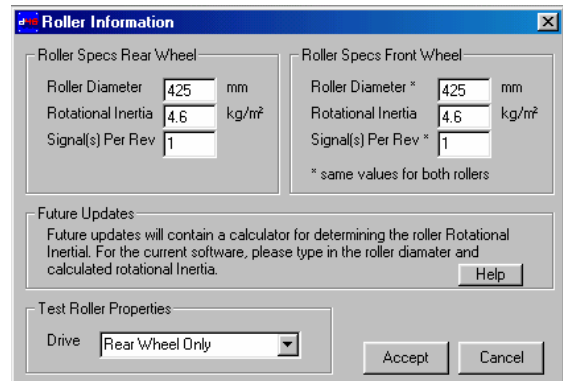 Roller Information
Roller Specs Rear Wheel
Roller Diameter 425 mm
Rotational Inertia 4.6 kg/m²
Signal(s) Per Rev 1
Roller Specs Front Wheel
Roller Diameter * 425 mm
Rotational Inertia 4.6 kg/m²
Signal(s) Per Rev * 1
* same values for both rollers
Future Updates
Future updates will contain a calculator for determining the roller Rotational
Inertial. For the current software, please type in the roller diamater and
calculated rotational Inertia.
Help
Test Roller Properties
Drive Rear Wheel Only
Accept Cancel